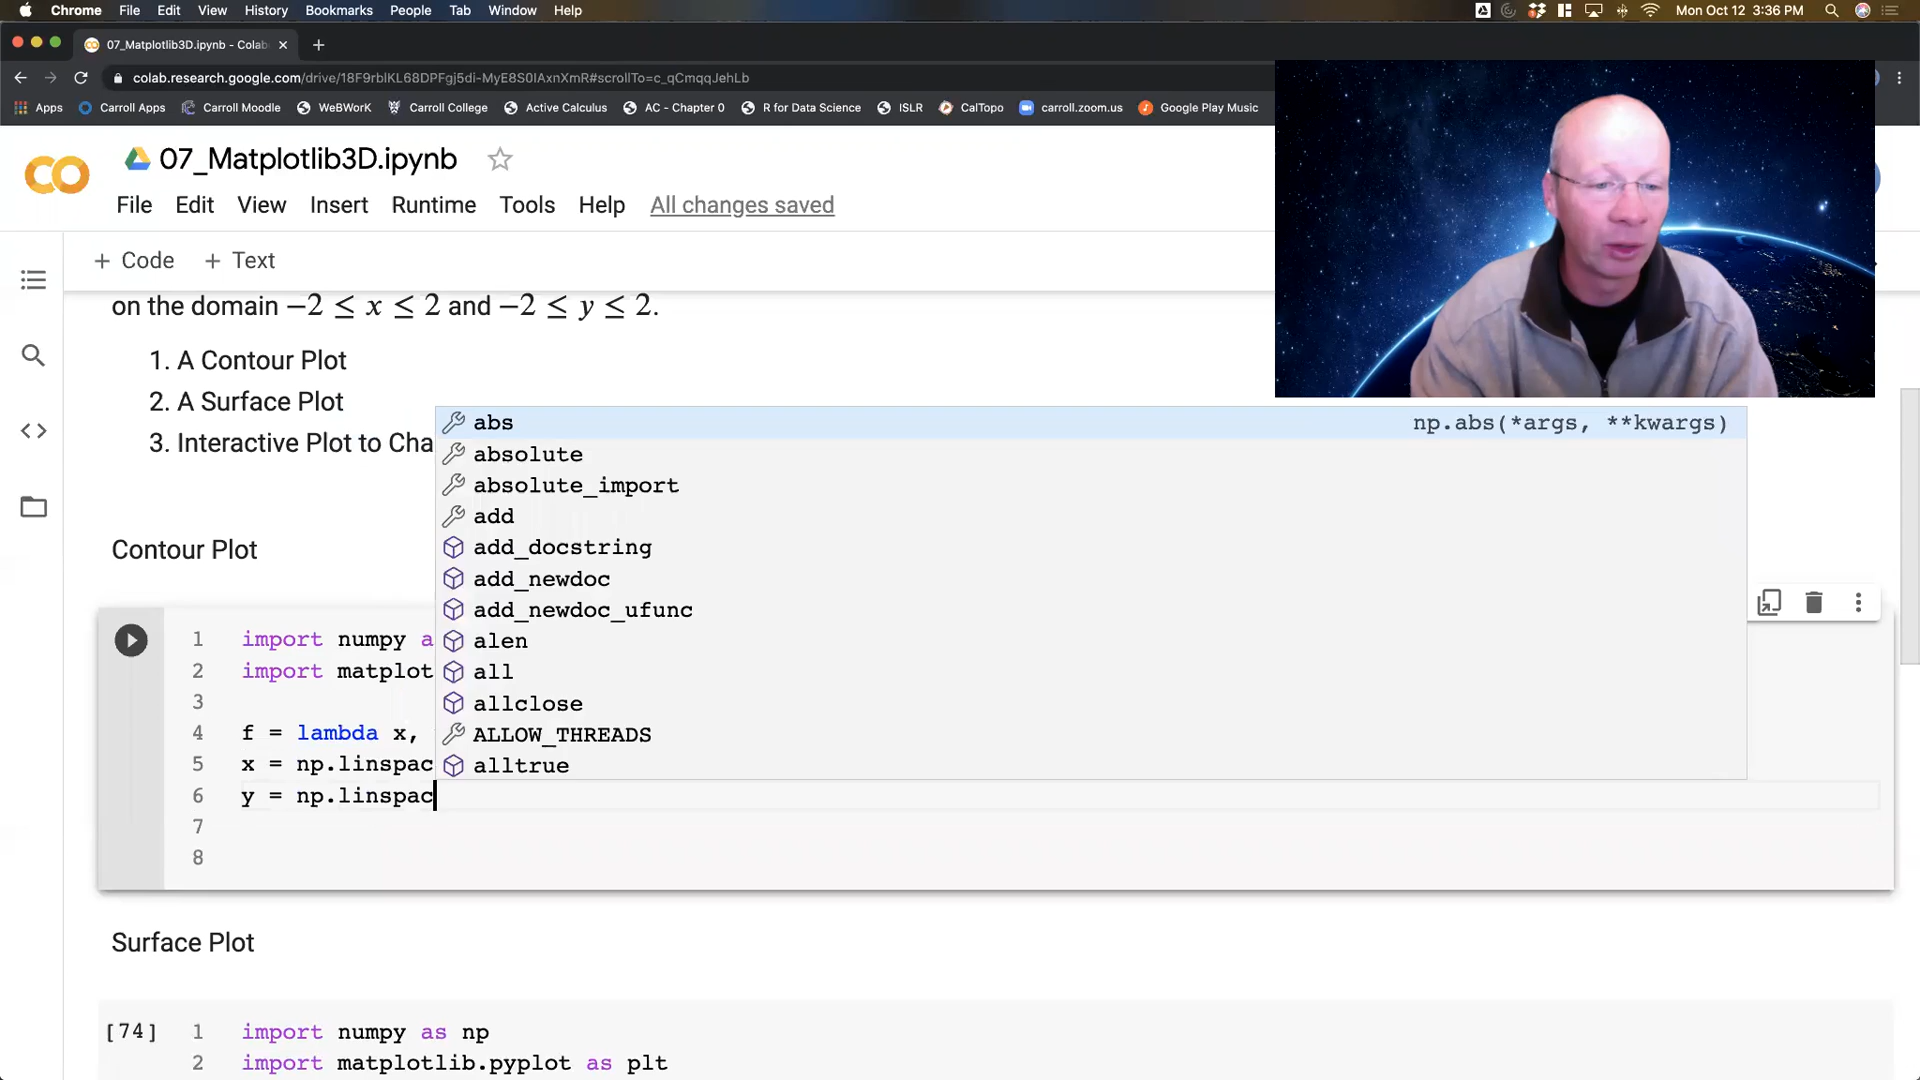 Chrome File Edit View History Bookmarks People Tab Window Help Mon Oct 12 3:36 PM
07_Matplotlib3D.ipynb - Colab
colab.research.google.com/drive/18F9rblKL68DPFgj5di-MyE8S0IAxnXmR#scrollTo=c_qCmqqJehLb
Apps Carroll Apps Carroll Moodle WeBWorK Carroll College Active Calculus AC - Chapter 0 R for Data Science ISLR CalTopo carroll.zoom.us Google Play Music
07_Matplotlib3D.ipynb
File Edit View Insert Runtime Tools Help All changes saved
+ Code + Text
on the domain −2 ≤ x ≤ 2 and −2 ≤ y ≤ 2.
1. A Contour Plot
2. A Surface Plot
3. Interactive Plot to Cha
abs np.abs(*args, **kwargs)
absolute
absolute_import
add
add_docstring
add_newdoc
add_newdoc_ufunc
alen
all
allclose
ALLOW_THREADS
alltrue
Contour Plot
1 import numpy a
2 import matplot
3
4 f = lambda x,
5 x = np.linspac
6 y = np.linspac
7
8
Surface Plot
[74] 1 import numpy as np
2 import matplotlib.pyplot as plt